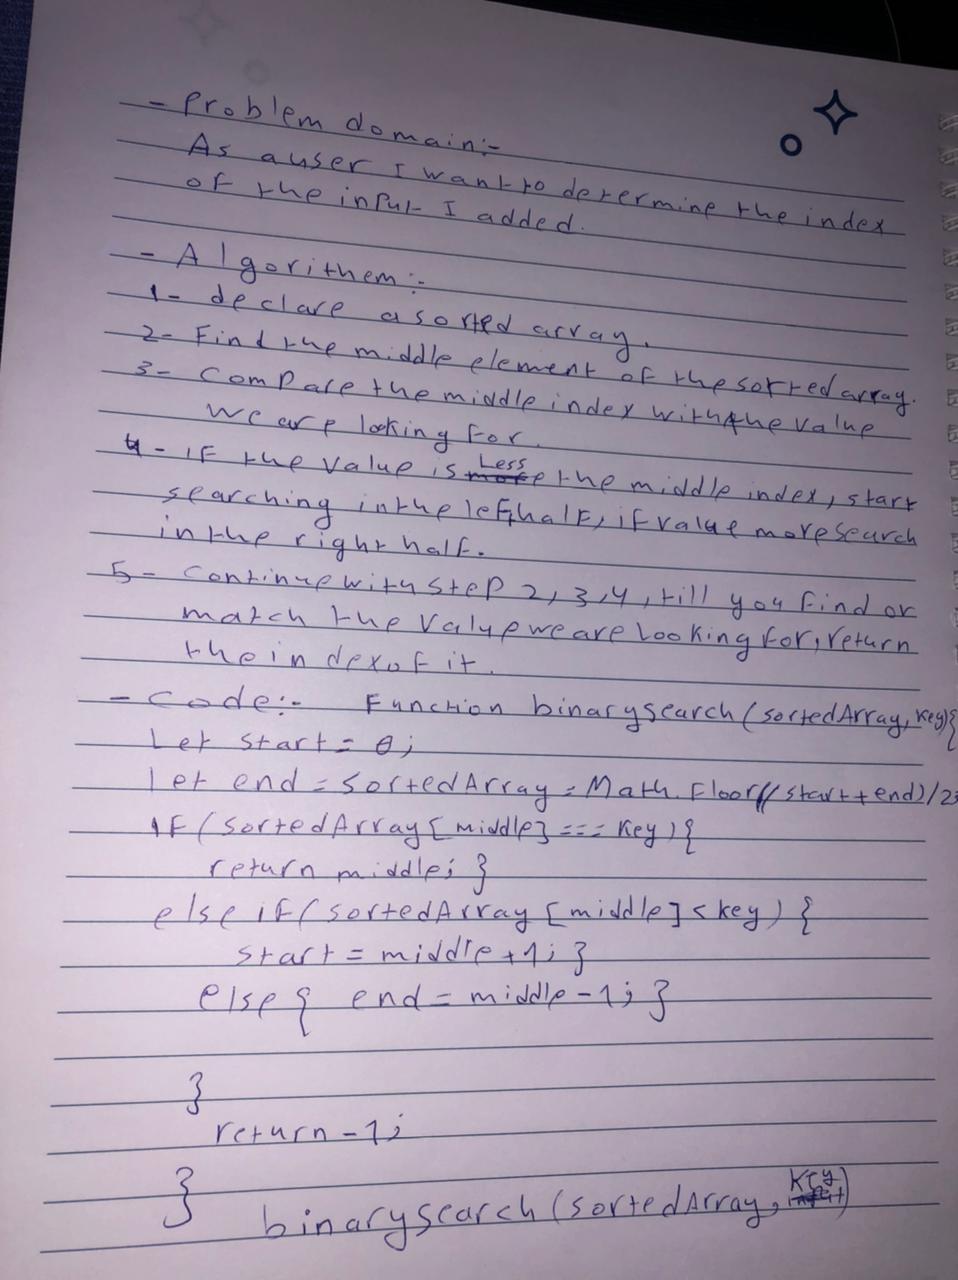 - Problem domain:-
As a user I want to determine the index
of the input I added.
- Algorithem:-
1- declare a sorted array.
2- Find the middle element of the sorted array.
3- Compare the middle index with the value
we are looking for.
4- if the value is Less the middle index, start
searching in the left half, if value more search
in the right half.
5- Continue with step 2, 3, 4, till you find or
match the value we are looking for, return
the index of it.
- Code:- Function binarysearch(sortedArray, key){
Let start = 0;
let end = sortedArray = Math.Floor((start+end)/2;
if (sortedArray[middle] === key){
return middle; }
else if (sortedArray [middle] < key) {
start = middle + 1; }
else { end = middle - 1; }
}
return -1;
}
binarysearch(sortedArray, key)